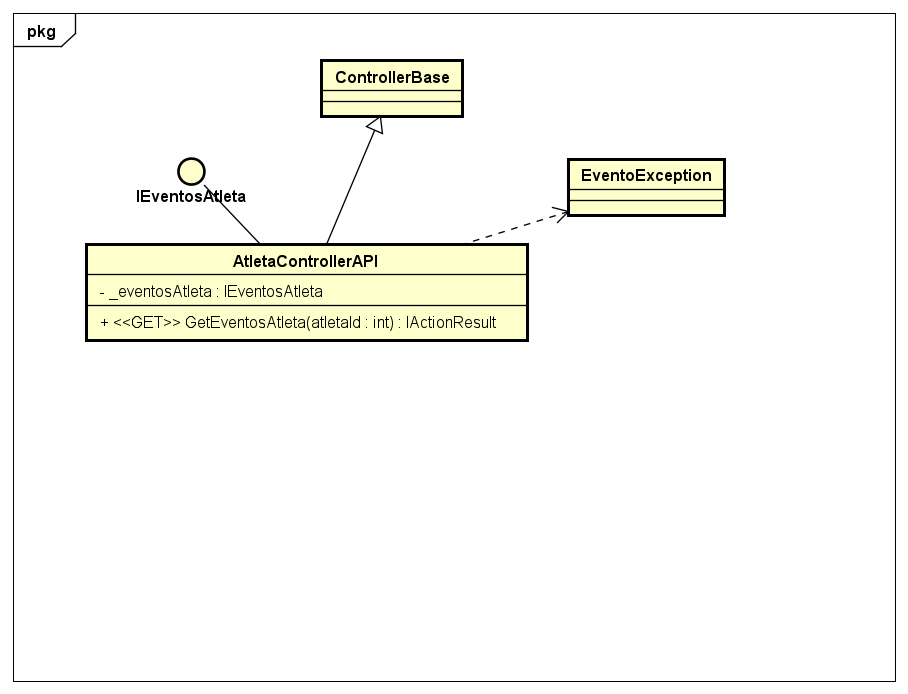 pkg
ControllerBase
IEventosAtleta
EventoException
AtletaControllerAPI
- _eventosAtleta : IEventosAtleta
+ <<GET>> GetEventosAtleta(atletaId : int) : IActionResult